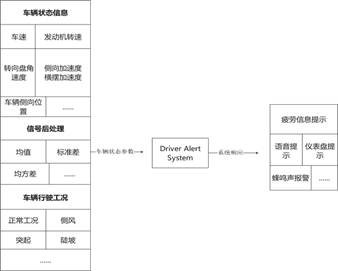 车辆状态信息
车速
发动机转速
转向盘角
速度
侧向加速度
横摆加速度
车辆侧向位
置
......
信号后处理
均值
标准差
均方差
......
车辆行驶工况
正常工况
侧风
突起
陡坡
......
车辆状态参数
Driver Alert
System
系统响应
疲劳信息提示
语音提
示
仪表盘提
示
蜂鸣声报警
......